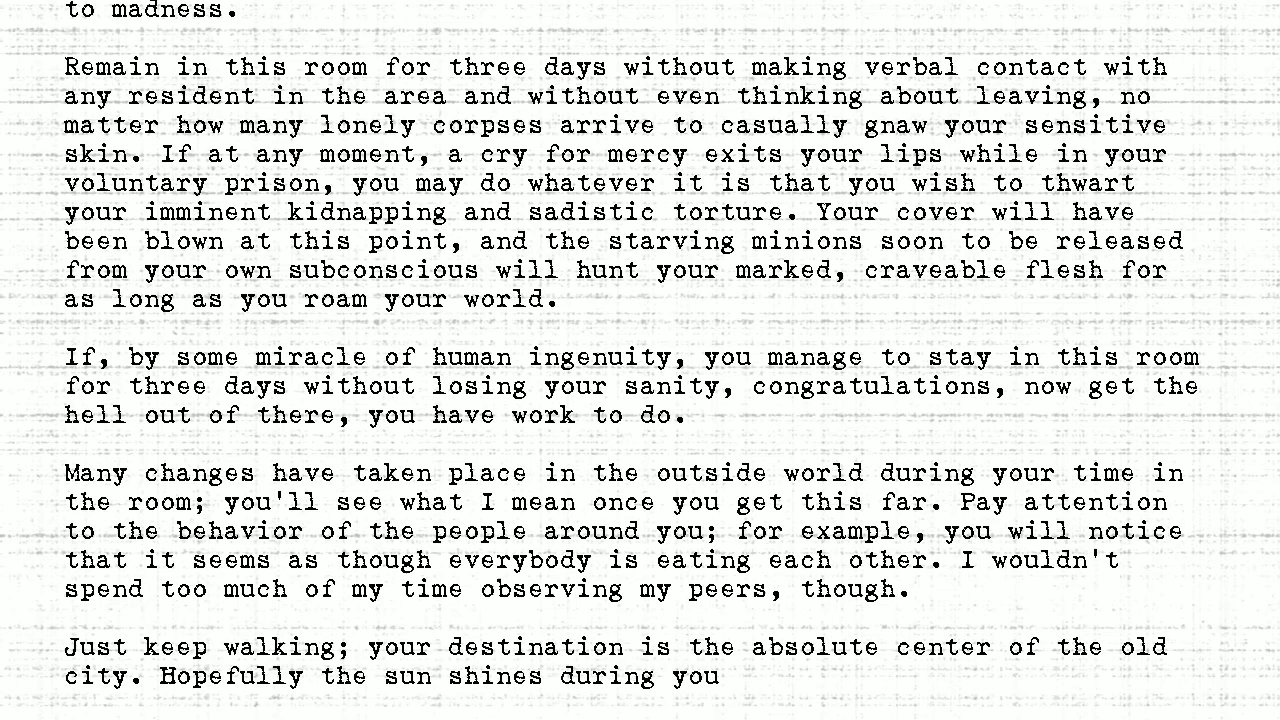 to madness.
Remain in this room for three days without making verbal contact with
any resident in the area and without even thinking about leaving, no
matter how many lonely corpses arrive to casually gnaw your sensitive
skin. If at any moment, a cry for mercy exits your lips while in your
voluntary prison, you may do whatever it is that you wish to thwart
your imminent kidnapping and sadistic torture. Your cover will have
been blown at this point, and the starving minions soon to be released
from your own subconscious will hunt your marked, craveable flesh for
as long as you roam your world.
If, by some miracle of human ingenuity, you manage to stay in this room
for three days without losing your sanity, congratulations, now get the
hell out of there, you have work to do.
Many changes have taken place in the outside world during your time in
the room; you'll see what I mean once you get this far. Pay attention
to the behavior of the people around you; for example, you will notice
that it seems as though everybody is eating each other. I wouldn't
spend too much of my time observing my peers, though.
Just keep walking; your destination is the absolute center of the old
city. Hopefully the sun shines during you